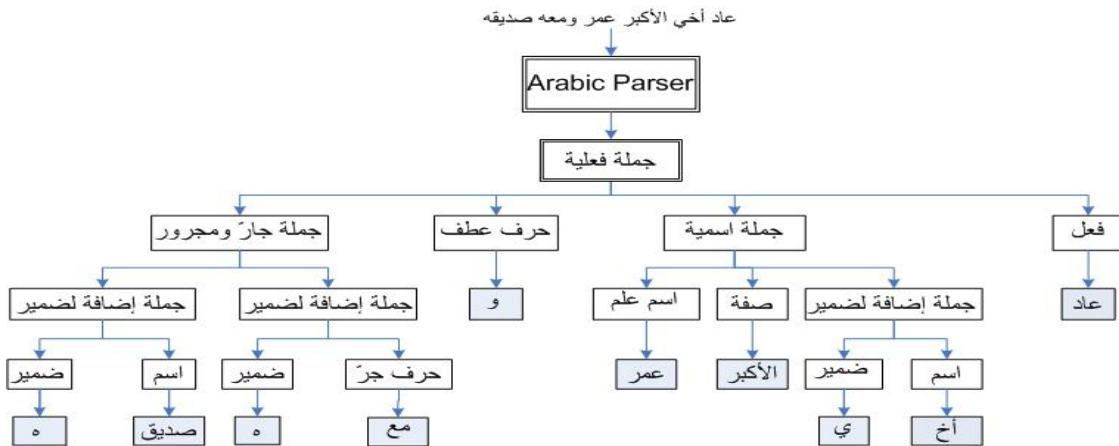 عاد أخي الأكبر عمر ومعه صديقه
Arabic Parser
جملة فعلية
فعل
جملة اسمية
حرف عطف
جملة جارّ ومجرور
عاد
جملة إضافة لضمير
صفة
اسم علم
و
جملة إضافة لضمير
جملة إضافة لضمير
اسم
ضمير
الأكبر
عمر
حرف جرّ
ضمير
اسم
ضمير
أخ
ي
مع
ه
صديق
ه